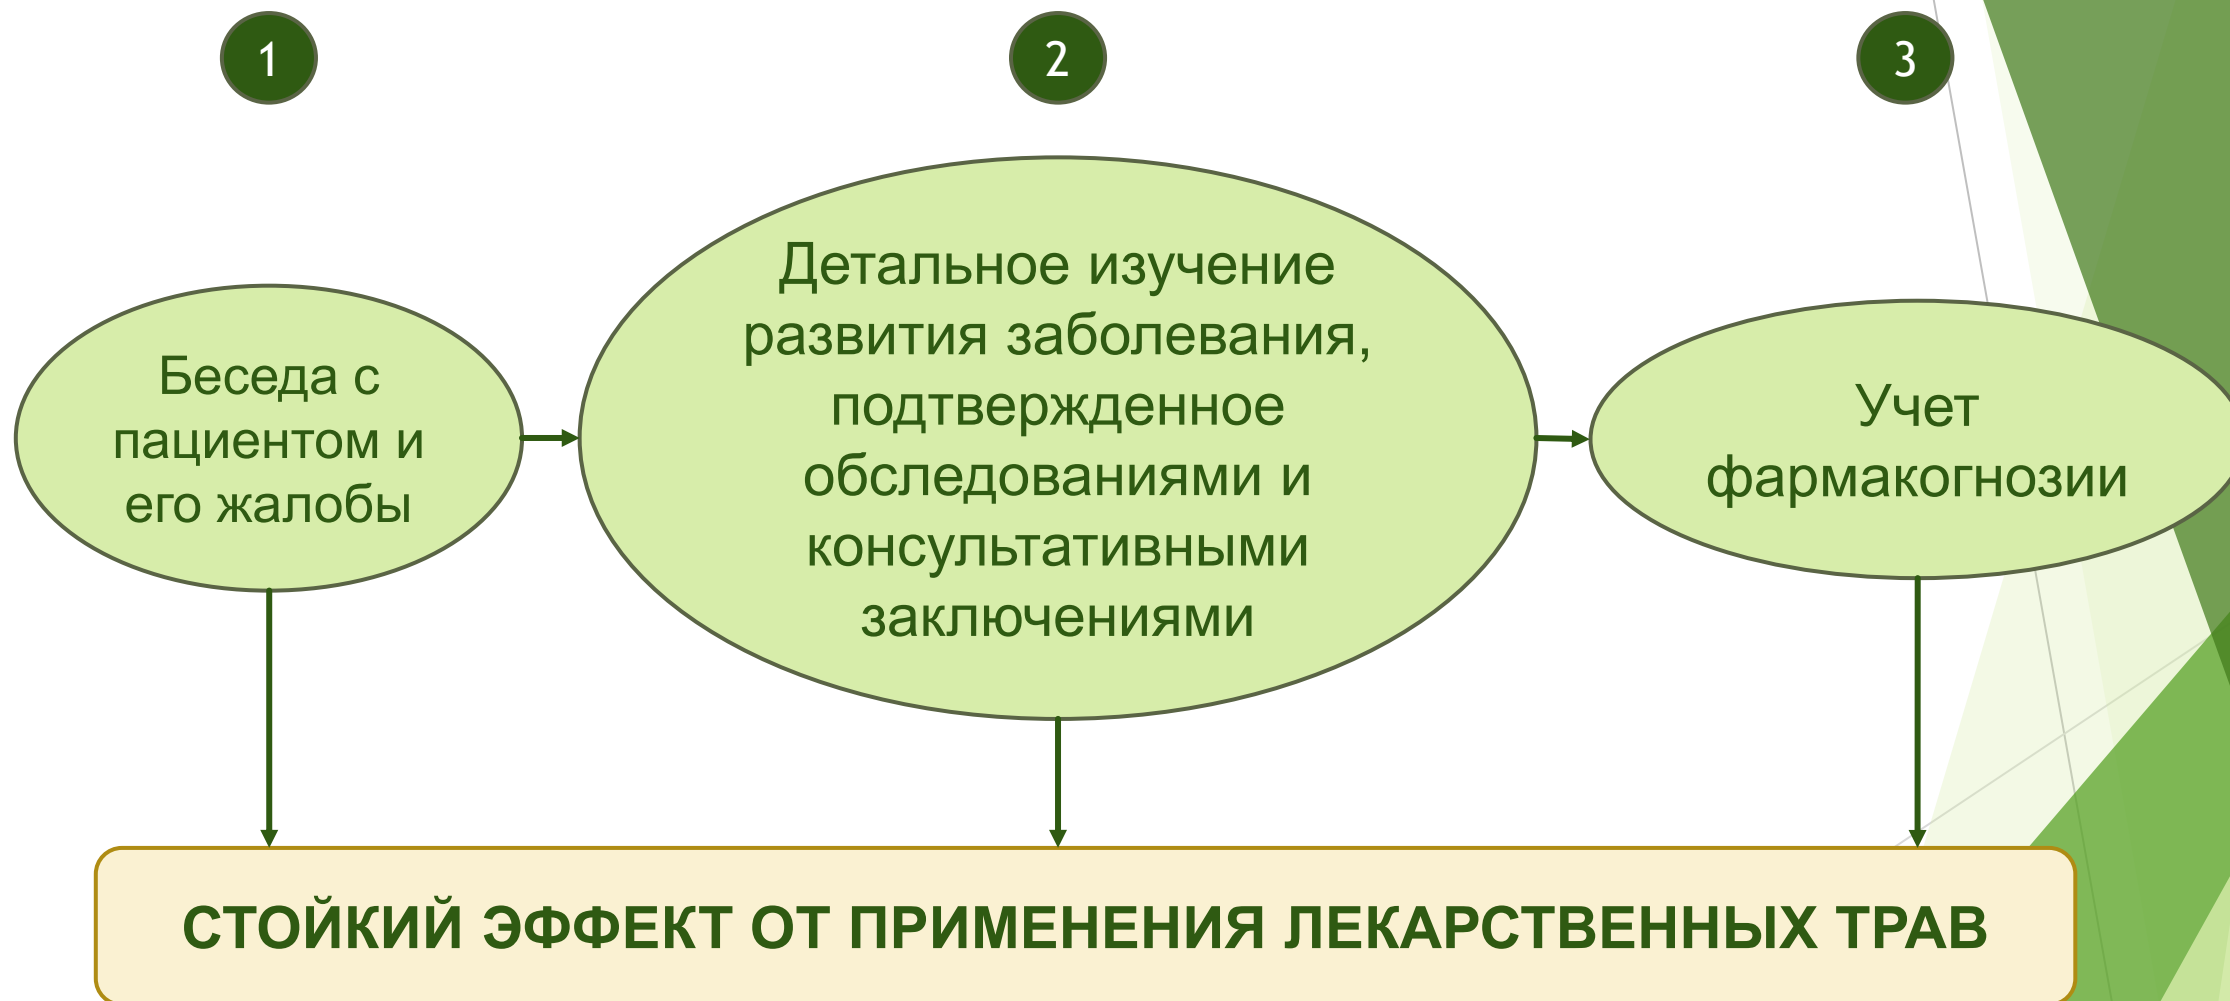 1
2
3
Беседа с
пациентом и
его жалобы
Детальное изучение
развития заболевания,
подтвержденное
обследованиями и
консультативными
заключениями
Учет
фармакогнозии
СТОЙКИЙ ЭФФЕКТ ОТ ПРИМЕНЕНИЯ ЛЕКАРСТВЕННЫХ ТРАВ